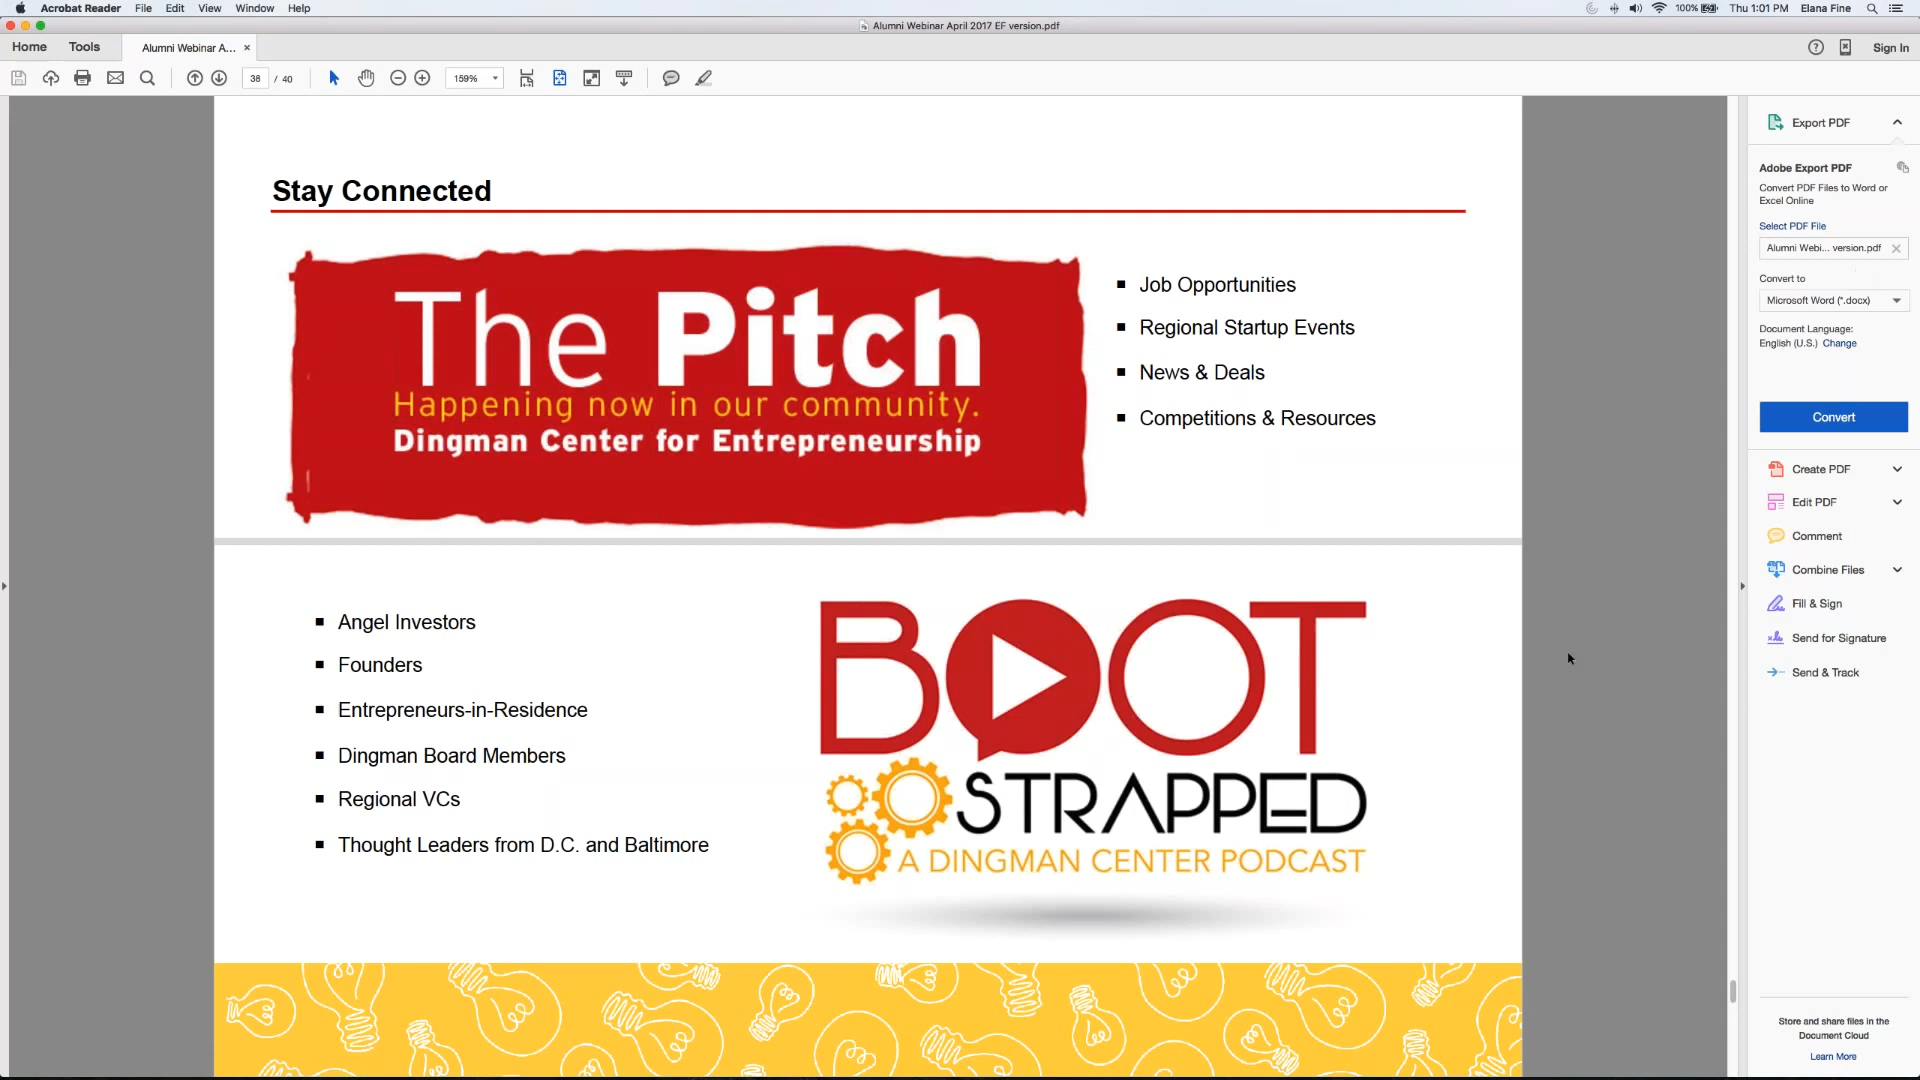 Acrobat Reader File Edit View Window Help
100% Thu 1:01 PM Elana Fine
Alumni Webinar April 2017 EF version.pdf
Home Tools Alumni Webinar A... × Sign In
38 / 40 159%
Stay Connected
The Pitch
Happening now in our community.
Dingman Center for Entrepreneurship
Job Opportunities
Regional Startup Events
News & Deals
Competitions & Resources
Angel Investors
Founders
Entrepreneurs-in-Residence
Dingman Board Members
Regional VCs
Thought Leaders from D.C. and Baltimore
BOOT
STRAPPED
A DINGMAN CENTER PODCAST
Export PDF
Adobe Export PDF
Convert PDF Files to Word or
Excel Online
Select PDF File
Alumni Webi... version.pdf
Convert to
Microsoft Word (*.docx)
Document Language:
English (U.S.) Change
Convert
Create PDF
Edit PDF
Comment
Combine Files
Fill & Sign
Send for Signature
Send & Track
Store and share files in the
Document Cloud
Learn More